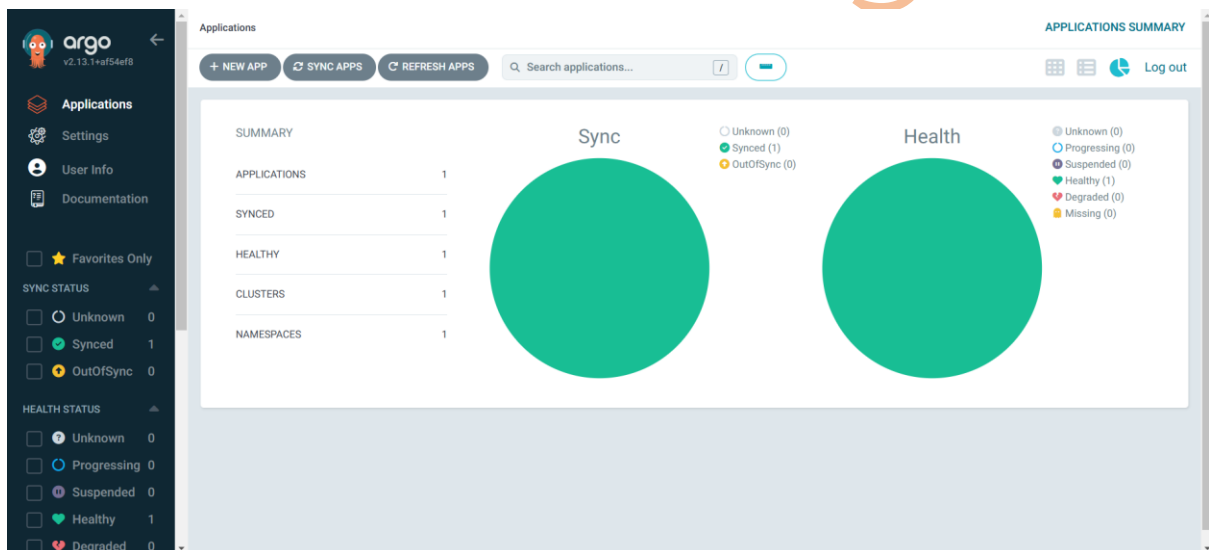 argo
v2.13.1+af54ef8
Applications
Settings
User Info
Documentation
Favorites Only
SYNC STATUS
Unknown 0
Synced 1
OutOfSync 0
HEALTH STATUS
Unknown 0
Progressing 0
Suspended 0
Healthy 1
Degraded 0
Applications
APPLICATIONS SUMMARY
+ NEW APP
SYNC APPS
REFRESH APPS
Search applications...
/
Log out
SUMMARY
APPLICATIONS 1
SYNCED 1
HEALTHY 1
CLUSTERS 1
NAMESPACES 1
Sync
Unknown (0)
Synced (1)
OutOfSync (0)
Health
Unknown (0)
Progressing (0)
Suspended (0)
Healthy (1)
Degraded (0)
Missing (0)